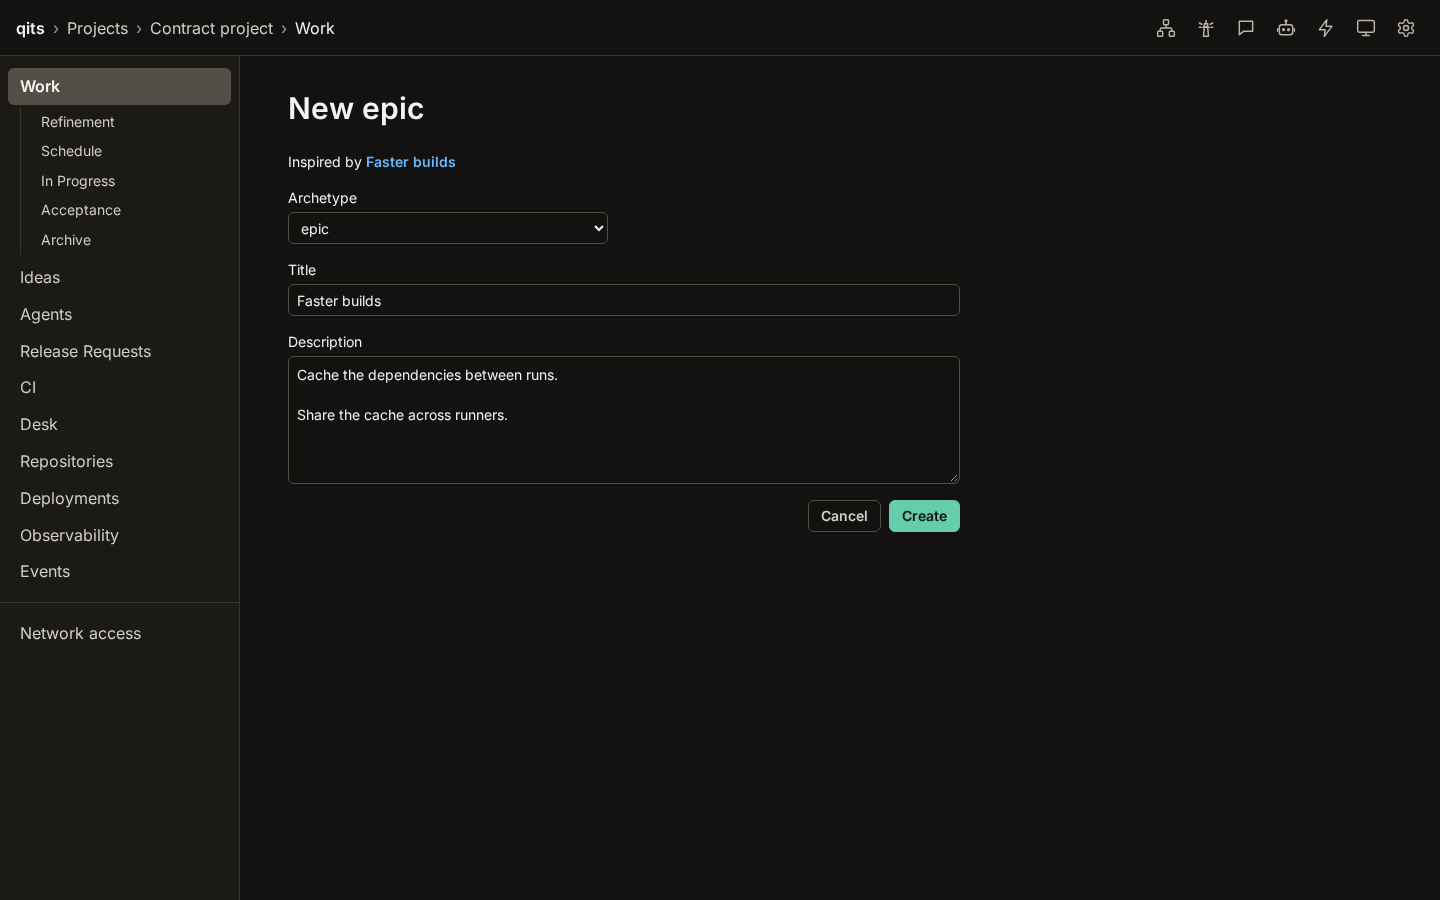 qits › Projects › Contract project › Work
Work
Refinement
Schedule
In Progress
Acceptance
Archive
Ideas
Agents
Release Requests
CI
Desk
Repositories
Deployments
Observability
Events
Network access
New epic
Inspired by Faster builds
Archetype
epic
Title
Faster builds
Description
Cache the dependencies between runs.
Share the cache across runners.
Cancel Create